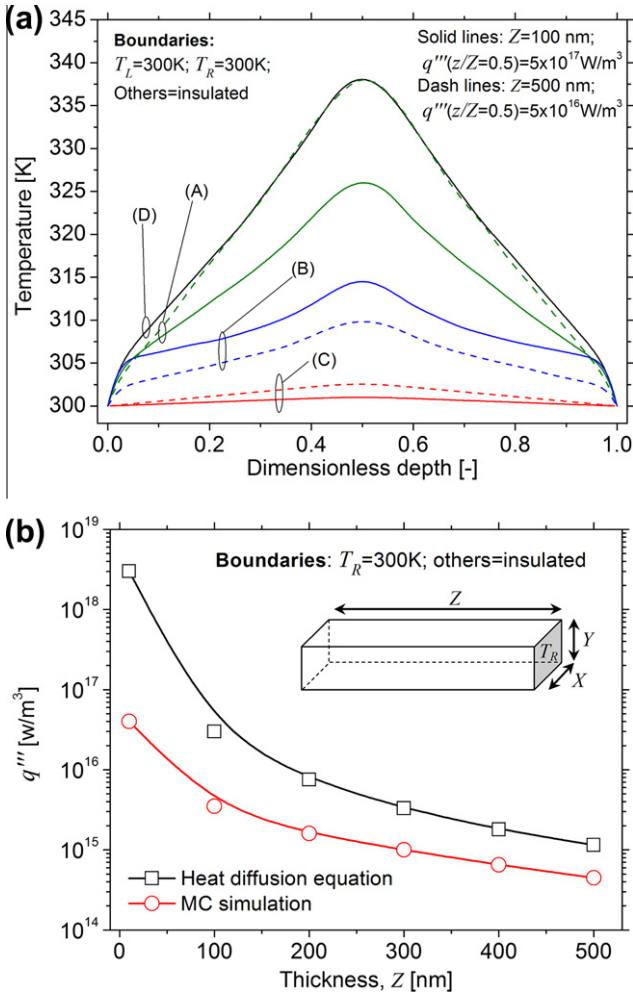 (a)
Boundaries:
T_L=300K; T_R=300K;
Others=insulated
Solid lines: Z=100 nm;
q'''(z/Z=0.5)=5x10^17 W/m^3
Dash lines: Z=500 nm;
q'''(z/Z=0.5)=5x10^16 W/m^3
Temperature [K]
345
340
335
330
325
320
315
310
305
300
(D)
(A)
(B)
(C)
0.0 0.2 0.4 0.6 0.8 1.0
Dimensionless depth [-]
(b)
Boundaries: T_R=300K; others=insulated
q''' [w/m^3]
10^19
10^18
10^17
10^16
10^15
10^14
Z
T_R
Y
X
Heat diffusion equation
MC simulation
0 100 200 300 400 500
Thickness, Z [nm]